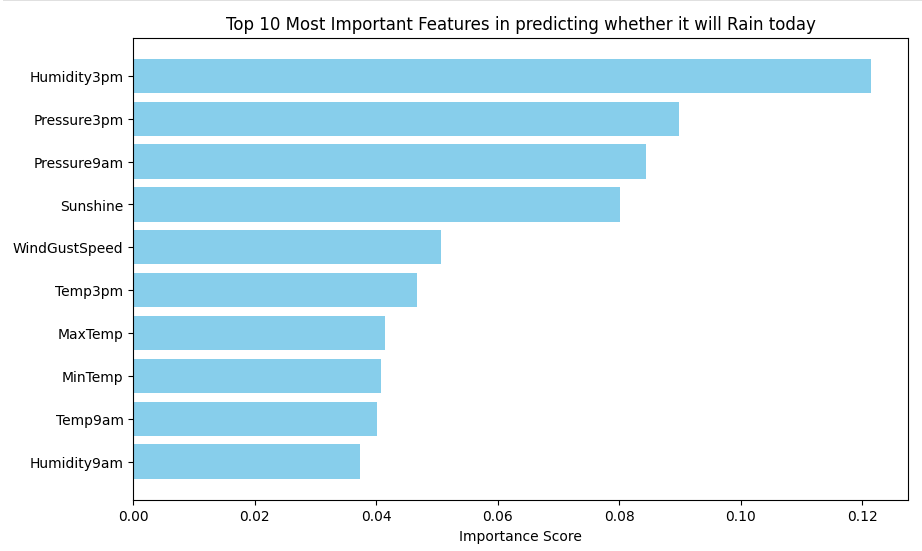 Top 10 Most Important Features in predicting whether it will Rain today
Humidity3pm
Pressure3pm
Pressure9am
Sunshine
WindGustSpeed
Temp3pm
MaxTemp
MinTemp
Temp9am
Humidity9am
0.00 0.02 0.04 0.06 0.08 0.10 0.12
Importance Score